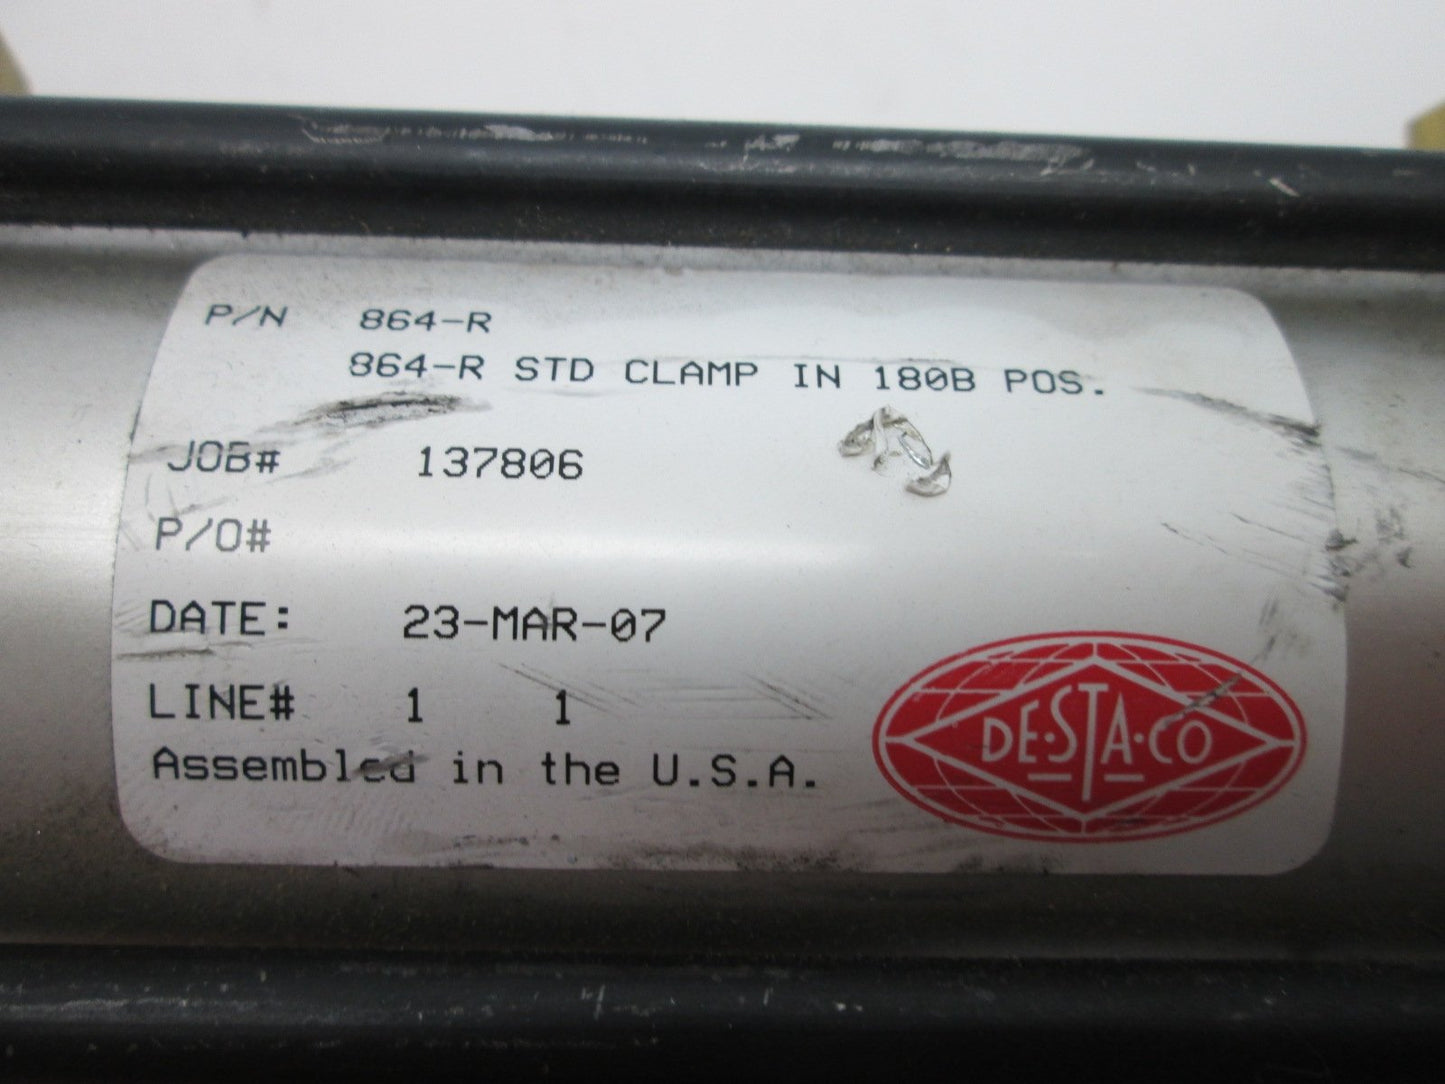 P/N 864-R
864-R STD CLAMP IN 180B POS.
JOB# 137806
P/O#
DATE: 23-MAR-07
LINE# 1 1
Assembled in the U.S.A.
DE·STA·CO